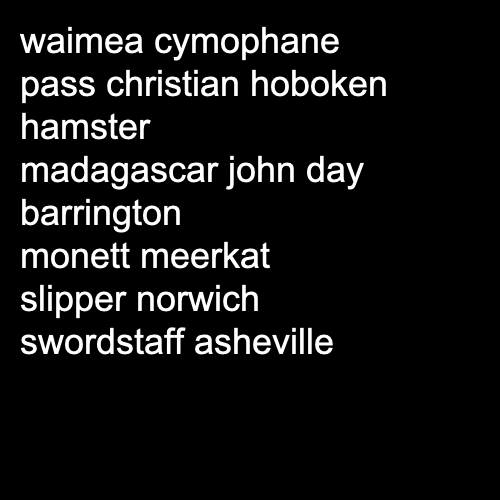 waimea cymophane
pass christian hoboken
hamster
madagascar john day
barrington
monett meerkat
slipper norwich
swordstaff asheville